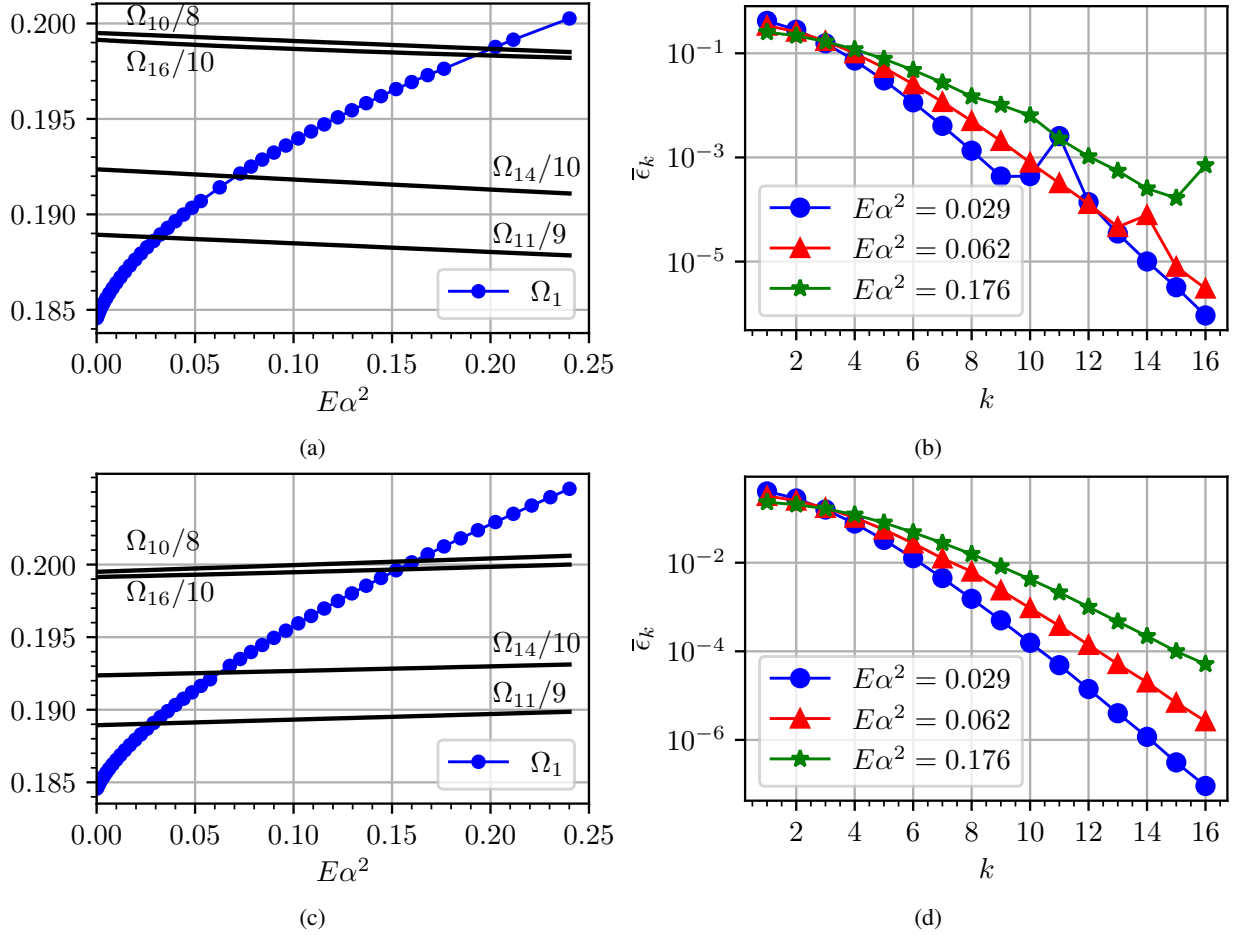 0.200
0.195
0.190
0.185
0.00 0.05 0.10 0.15 0.20 0.25
Eα²
Ω₁₀/8
Ω₁₆/10
Ω₁₄/10
Ω₁₁/9
Ω₁
(a)
10⁻¹
10⁻³
10⁻⁵
ϵ̄ₖ
2 4 6 8 10 12 14 16
k
Eα² = 0.029
Eα² = 0.062
Eα² = 0.176
(b)
0.200
0.195
0.190
0.185
0.00 0.05 0.10 0.15 0.20 0.25
Eα²
Ω₁₀/8
Ω₁₆/10
Ω₁₄/10
Ω₁₁/9
Ω₁
(c)
10⁻²
10⁻⁴
10⁻⁶
ϵ̄ₖ
2 4 6 8 10 12 14 16
k
Eα² = 0.029
Eα² = 0.062
Eα² = 0.176
(d)